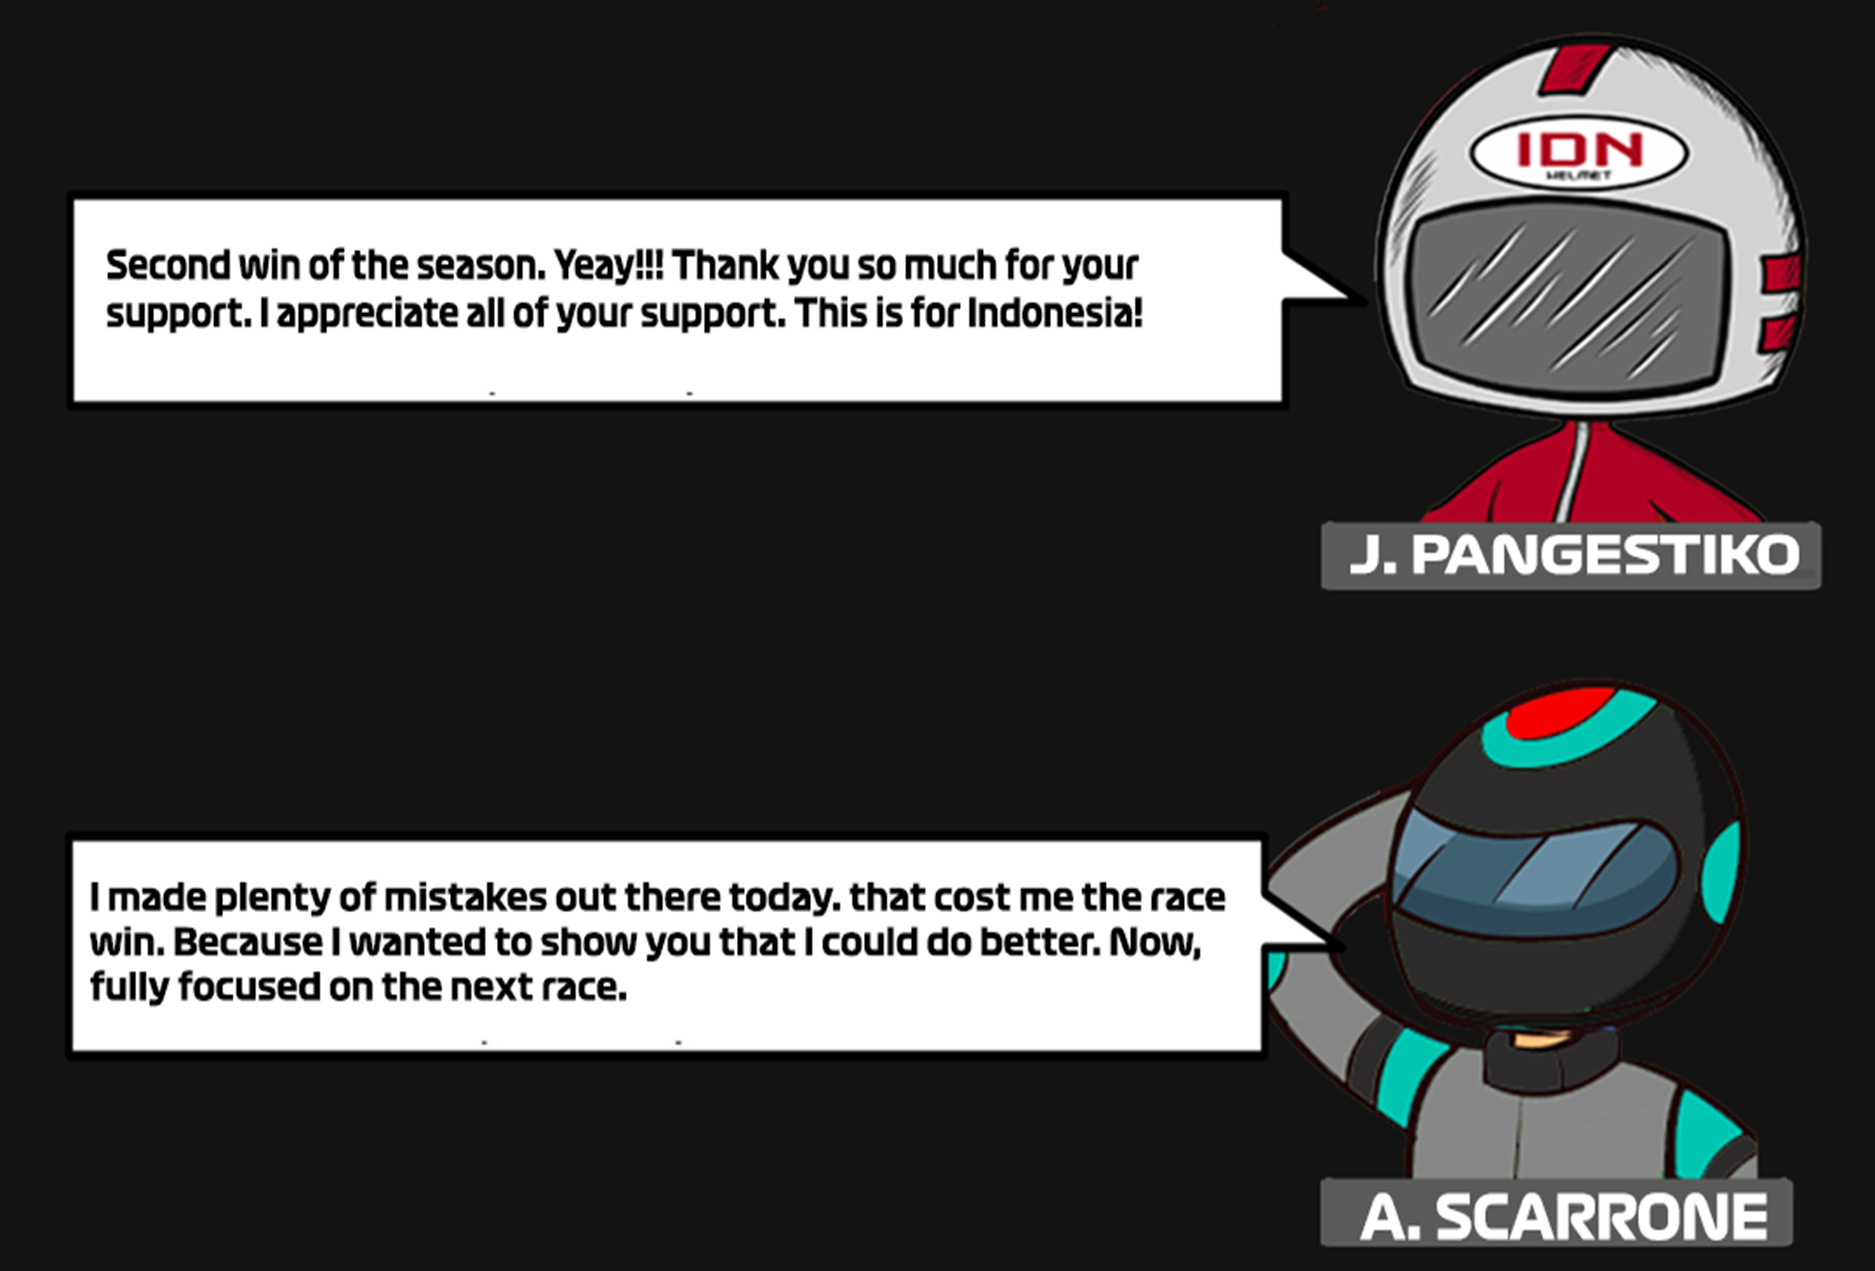 IDN
HELMET
Second win of the season. Yeay!!! Thank you so much for your
support. I appreciate all of your support. This is for Indonesia!
J. PANGESTIKO
I made plenty of mistakes out there today. that cost me the race
win. Because I wanted to show you that I could do better. Now,
fully focused on the next race.
A. SCARRONE